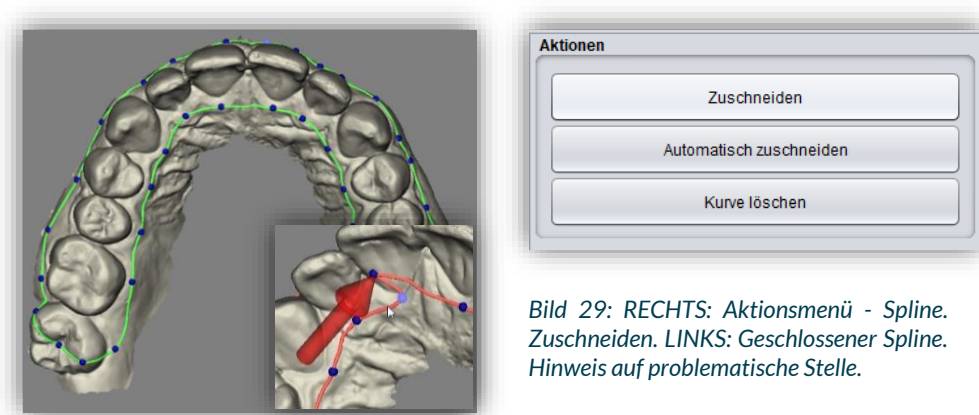 Aktionen
Zuschneiden
Automatisch zuschneiden
Kurve löschen
Bild 29: RECHTS: Aktionsmenü - Spline.
Zuschneiden. LINKS: Geschlossener Spline.
Hinweis auf problematische Stelle.